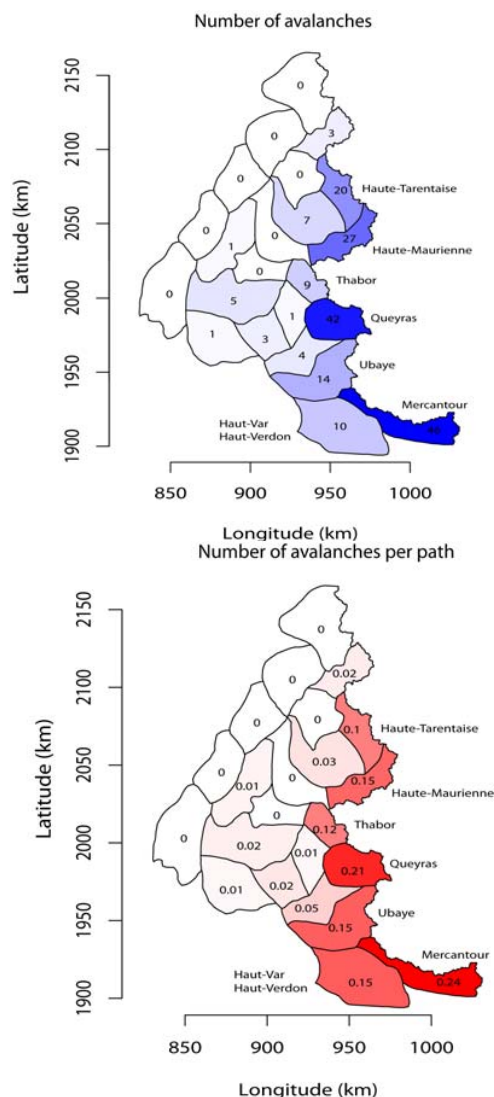 Number of avalanches
Latitude (km)
2150
2100
2050
2000
1950
1900
0
0
3
0
0
20
Haute-Tarentaise
0
7
1
0
27
Haute-Maurienne
0
9
Thabor
0
5
42
Queyras
1
1
3
4
Ubaye
14
Mercantour
Haut-Var
Haut-Verdon
10
850
900
950
1000
Longitude (km)
Number of avalanches per path
Latitude (km)
2150
2100
2050
2000
1950
1900
0
0
0.02
0
0
0.1
Haute-Tarentaise
0
0.03
0.01
0
0.15
Haute-Maurienne
0
0.12
Thabor
0
0.02
0.01
0.21
Queyras
0.01
0.02
0.05
Ubaye
0.15
Mercantour
Haut-Var
Haut-Verdon
0.15
0.24
850
900
950
1000
Longitude (km)